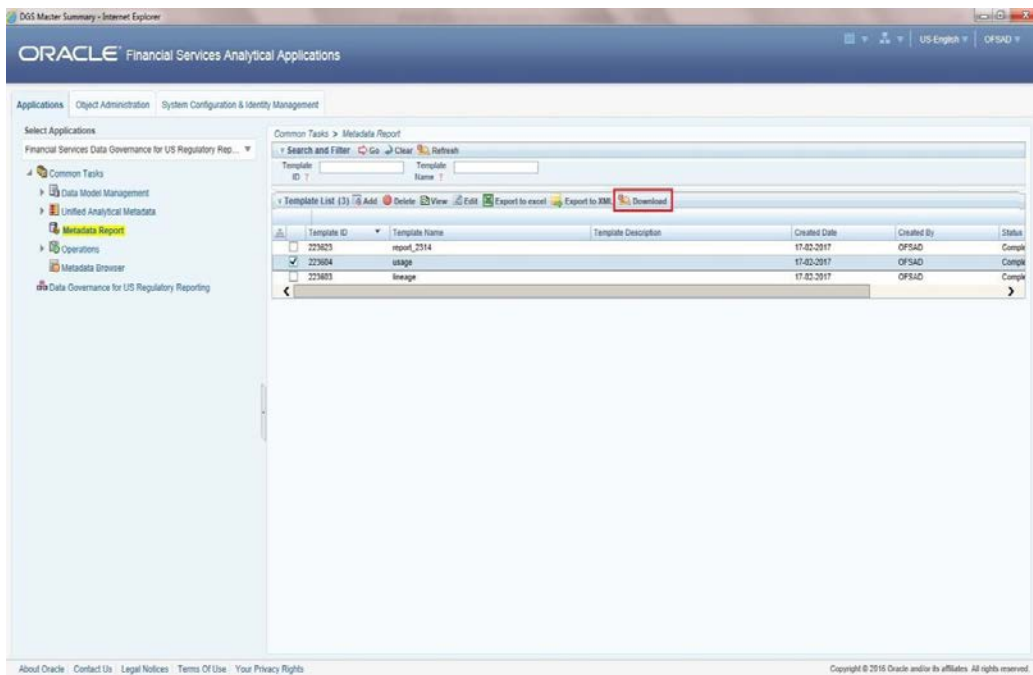 DGS Master Summary - Internet Explorer
ORACLE Financial Services Analytical Applications
US-English OFSAD
Applications Object Administration System Configuration & Identity Management
Select Applications
Financial Services Data Governance for US Regulatory Rep...
Common Tasks
Data Model Management
Unified Analytical Metadata
Metadata Report
Operations
Metadata Browser
Data Governance for US Regulatory Reporting
Common Tasks > Metadata Report
Search and Filter Go Clear Refresh
Template ID ? Template Name ?
Template List (3) Add Delete View Edit Export to excel Export to XML Download
Template ID Template Name Template Description Created Date Created By Status
223623 report_2314 17-02-2017 OFSAD Comple
223604 usage 17-02-2017 OFSAD Comple
223603 lineage 17-02-2017 OFSAD Comple
About Oracle Contact Us Legal Notices Terms Of Use Your Privacy Rights
Copyright © 2016 Oracle and/or its affiliates. All rights reserved.